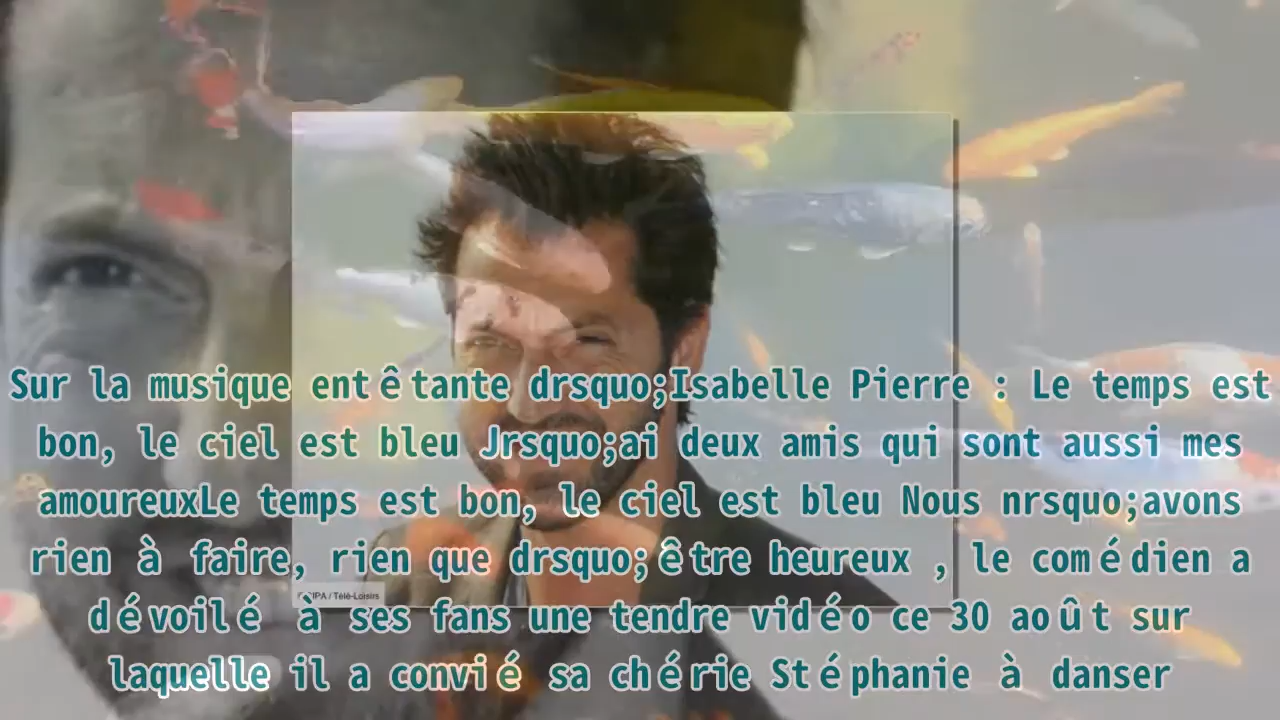 Sur la musique entêtante drsquo;Isabelle Pierre : Le temps est
bon, le ciel est bleu Jrsquo;ai deux amis qui sont aussi mes
amoureuxLe temps est bon, le ciel est bleu Nous nrsquo;avons
rien à faire, rien que drsquo;être heureux , le comédien a
/ Télé-Loisirs
dévoilé à ses fans une tendre vidéo ce 30 août sur
laquelle il a convié sa chérie Stéphanie à danser